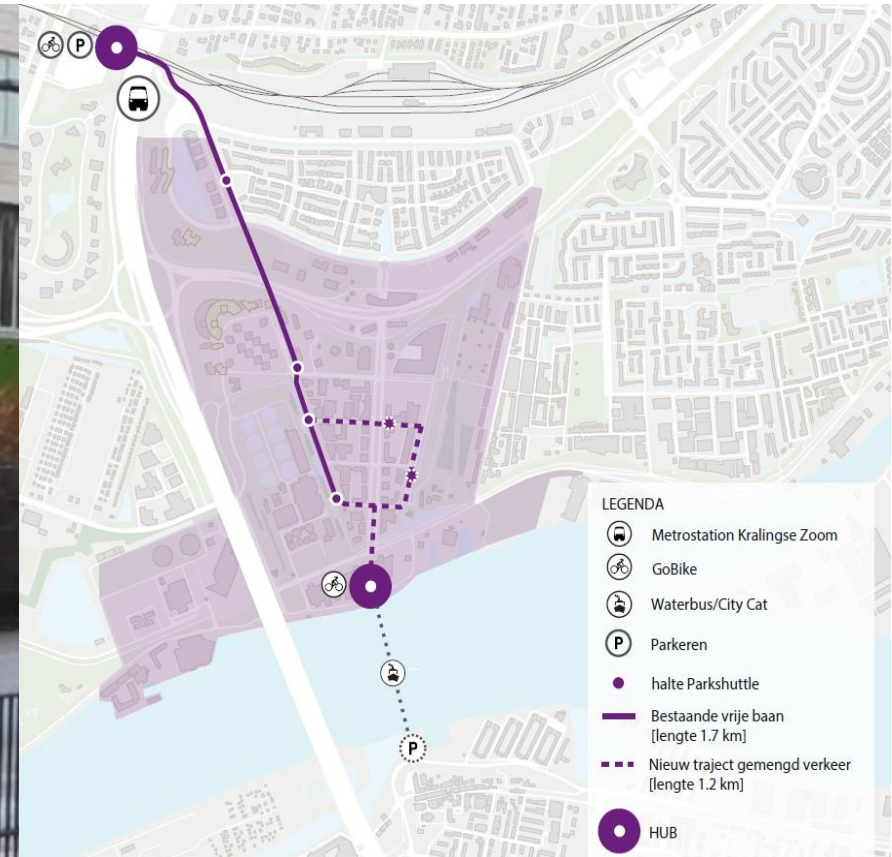 P
P
LEGENDA
Metrostation Kralingse Zoom
GoBike
Waterbus/City Cat
P Parkeren
halte Parkshuttle
Bestaande vrije baan
[lengte 1.7 km]
Nieuw traject gemengd verkeer
[lengte 1.2 km]
HUB